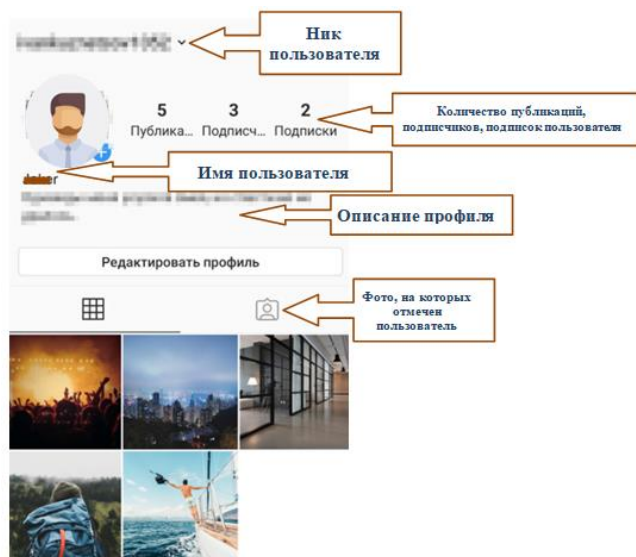 Ник
пользователя
5 3 2
Публика... Подписч... Подписки
Количество публикаций,
подписчиков, подписок пользователя
Имя пользователя
Описание профиля
Редактировать профиль
Фото, на которых
отмечен
пользователь